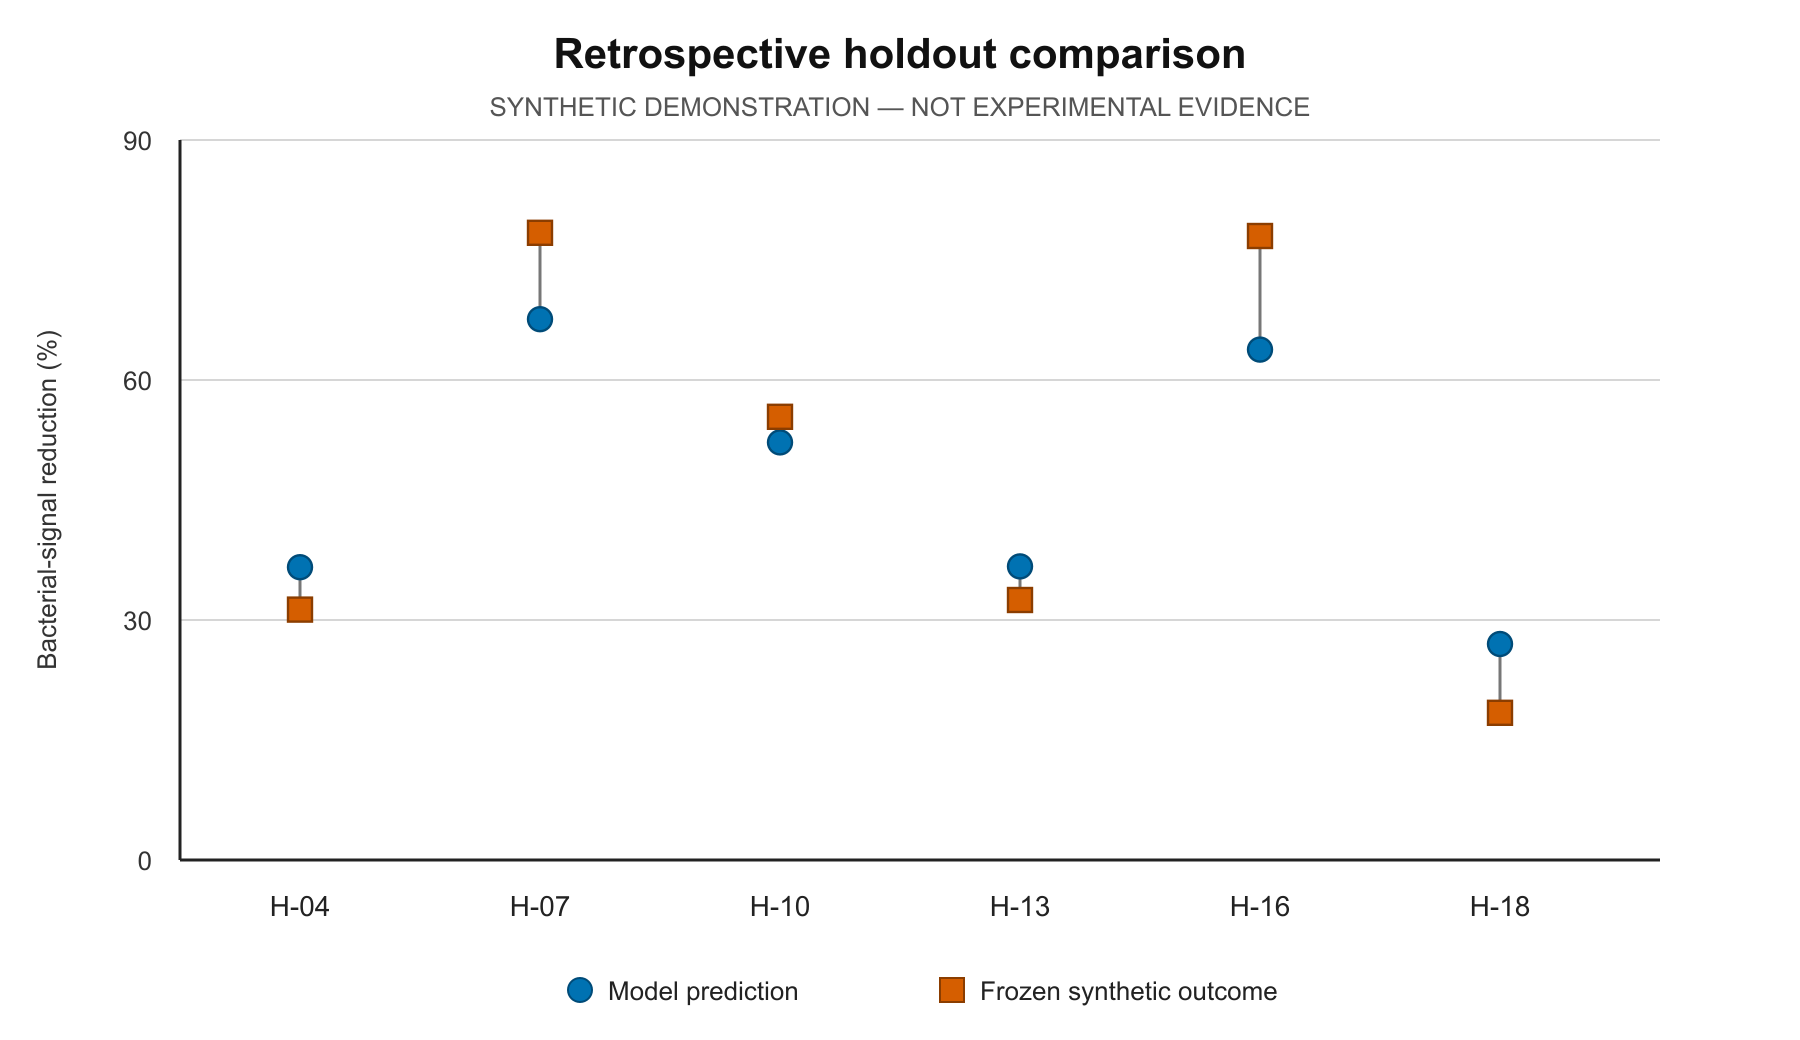 Retrospective holdout comparison
SYNTHETIC DEMONSTRATION — NOT EXPERIMENTAL EVIDENCE
Bacterial-signal reduction (%)
90
60
30
0
H-04 H-07 H-10 H-13 H-16 H-18
Model prediction Frozen synthetic outcome